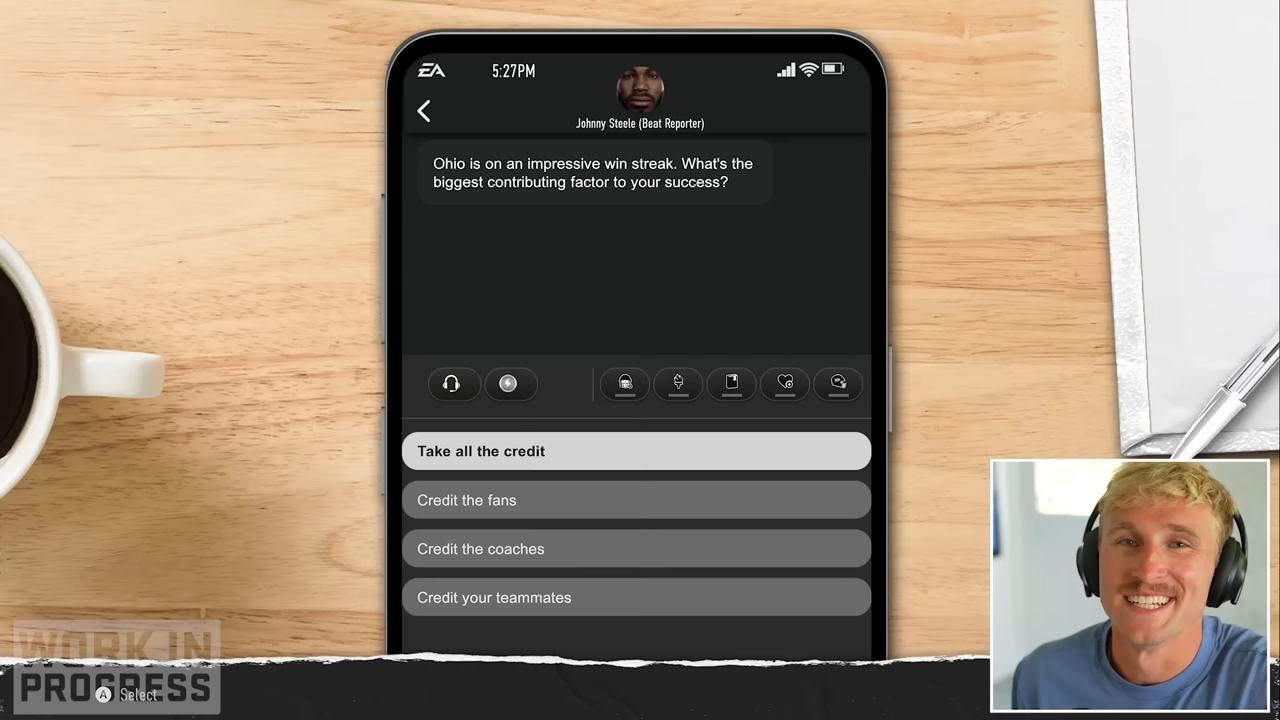 EA
5:27PM
Johnny Steele (Beat Reporter)
Ohio is on an impressive win streak. What's the
biggest contributing factor to your success?
Take all the credit
Credit the fans
Credit the coaches
Credit your teammates
WORK IN
PROGRESS
A Select